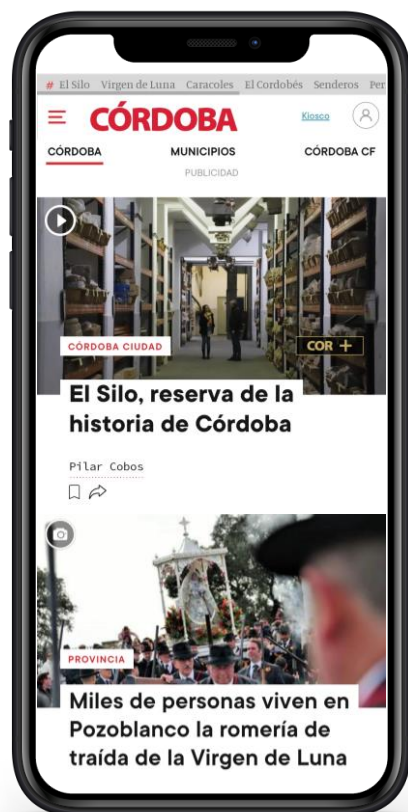 # El Silo Virgen de Luna Caracoles El Cordobés Senderos Per
CÓRDOBA
Kiosco
CÓRDOBA MUNICIPIOS CÓRDOBA CF
PUBLICIDAD
CÓRDOBA CIUDAD
COR +
El Silo, reserva de la
historia de Córdoba
Pilar Cobos
PROVINCIA
Miles de personas viven en
Pozoblanco la romería de
traída de la Virgen de Luna